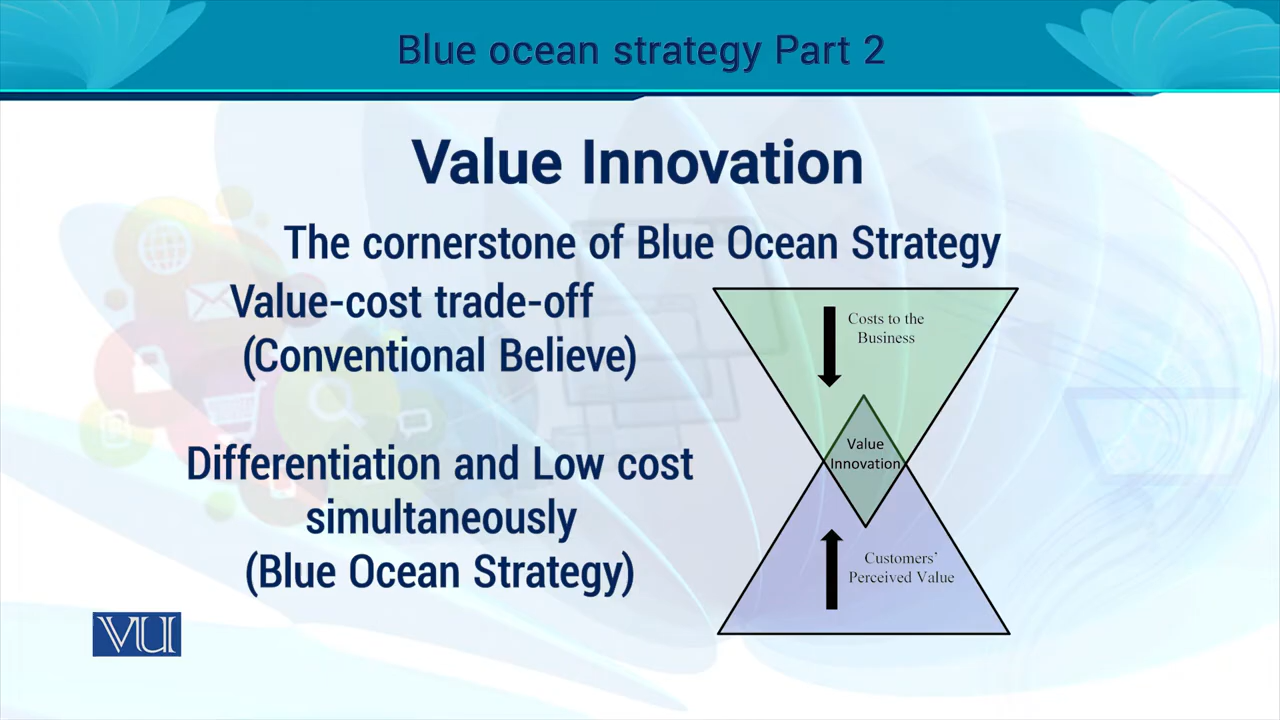 Blue ocean strategy Part 2
Value Innovation
The cornerstone of Blue Ocean Strategy
Value-cost trade-off
(Conventional Believe)
Differentiation and Low cost
simultaneously
(Blue Ocean Strategy)
Costs to the
Business
Value
Innovation
Customers’
Perceived Value
VU